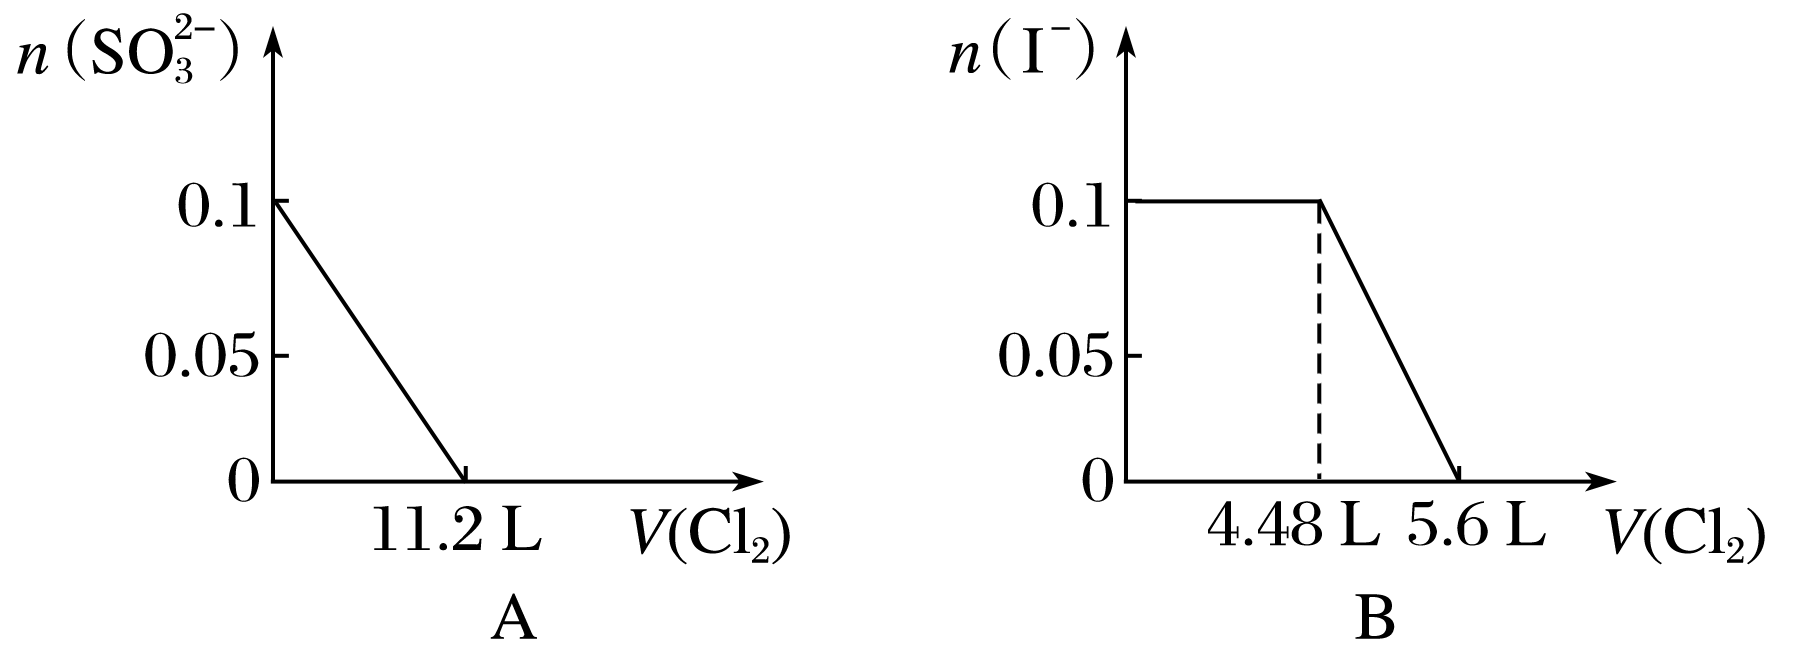 n (SO₃²⁻)
0.1
0.05
0
11.2 L
V(Cl₂)
A
n(I⁻)
0.1
0.05
0
4.48 L
5.6 L
V(Cl₂)
B